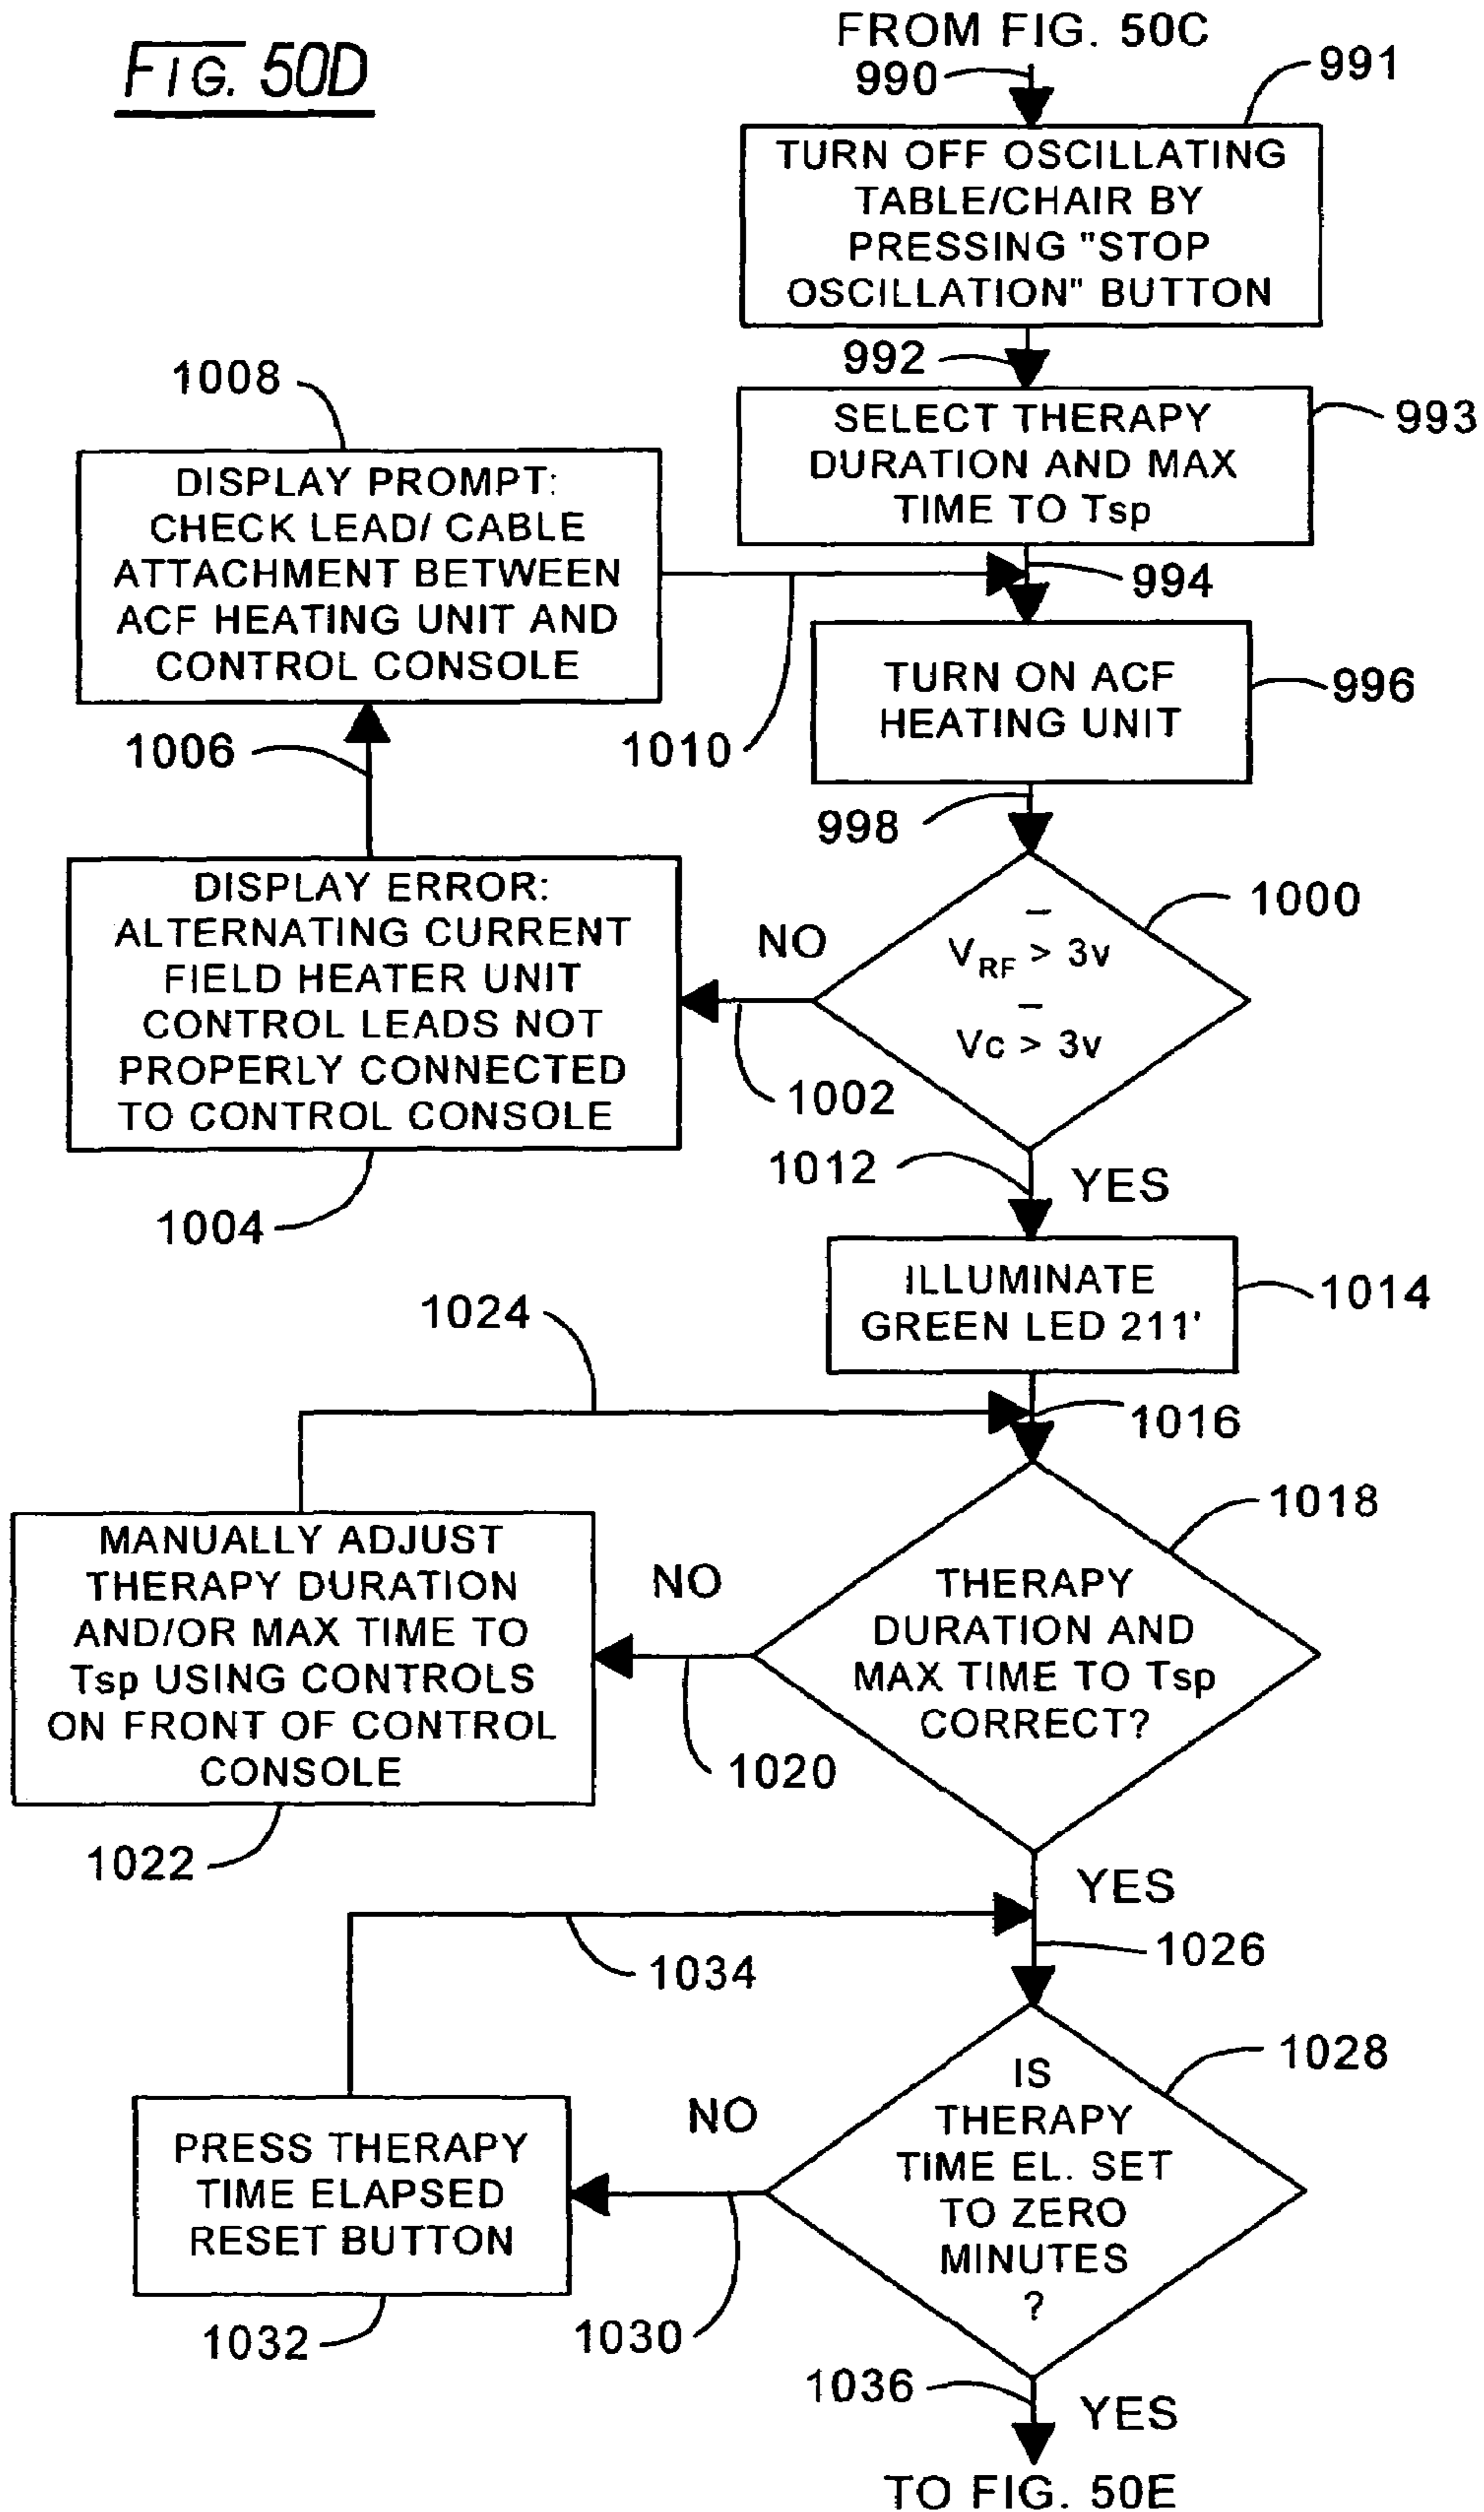 FIG. 50D
FROM FIG. 50C
990
991
TURN OFF OSCILLATING
TABLE/CHAIR BY
PRESSING "STOP
OSCILLATION" BUTTON
992
993
SELECT THERAPY
DURATION AND MAX
TIME TO Tsp
1008
DISPLAY PROMPT:
CHECK LEAD/ CABLE
ATTACHMENT BETWEEN
ACF HEATING UNIT AND
CONTROL CONSOLE
994
1010
TURN ON ACF
HEATING UNIT
996
1006
998
DISPLAY ERROR:
ALTERNATING CURRENT
FIELD HEATER UNIT
CONTROL LEADS NOT
PROPERLY CONNECTED
TO CONTROL CONSOLE
1004
NO
1002
– 
VRF > 3v
–
Vc > 3v
1000
1012
YES
ILLUMINATE
GREEN LED 211'
1014
1024
1016
1018
MANUALLY ADJUST
THERAPY DURATION
AND/OR MAX TIME TO
Tsp USING CONTROLS
ON FRONT OF CONTROL
CONSOLE
1022
NO
1020
THERAPY
DURATION AND
MAX TIME TO Tsp
CORRECT?
YES
1026
1034
1028
PRESS THERAPY
TIME ELAPSED
RESET BUTTON
1032
NO
1030
IS
THERAPY
TIME EL. SET
TO ZERO
MINUTES
?
1036
YES
TO FIG. 50E